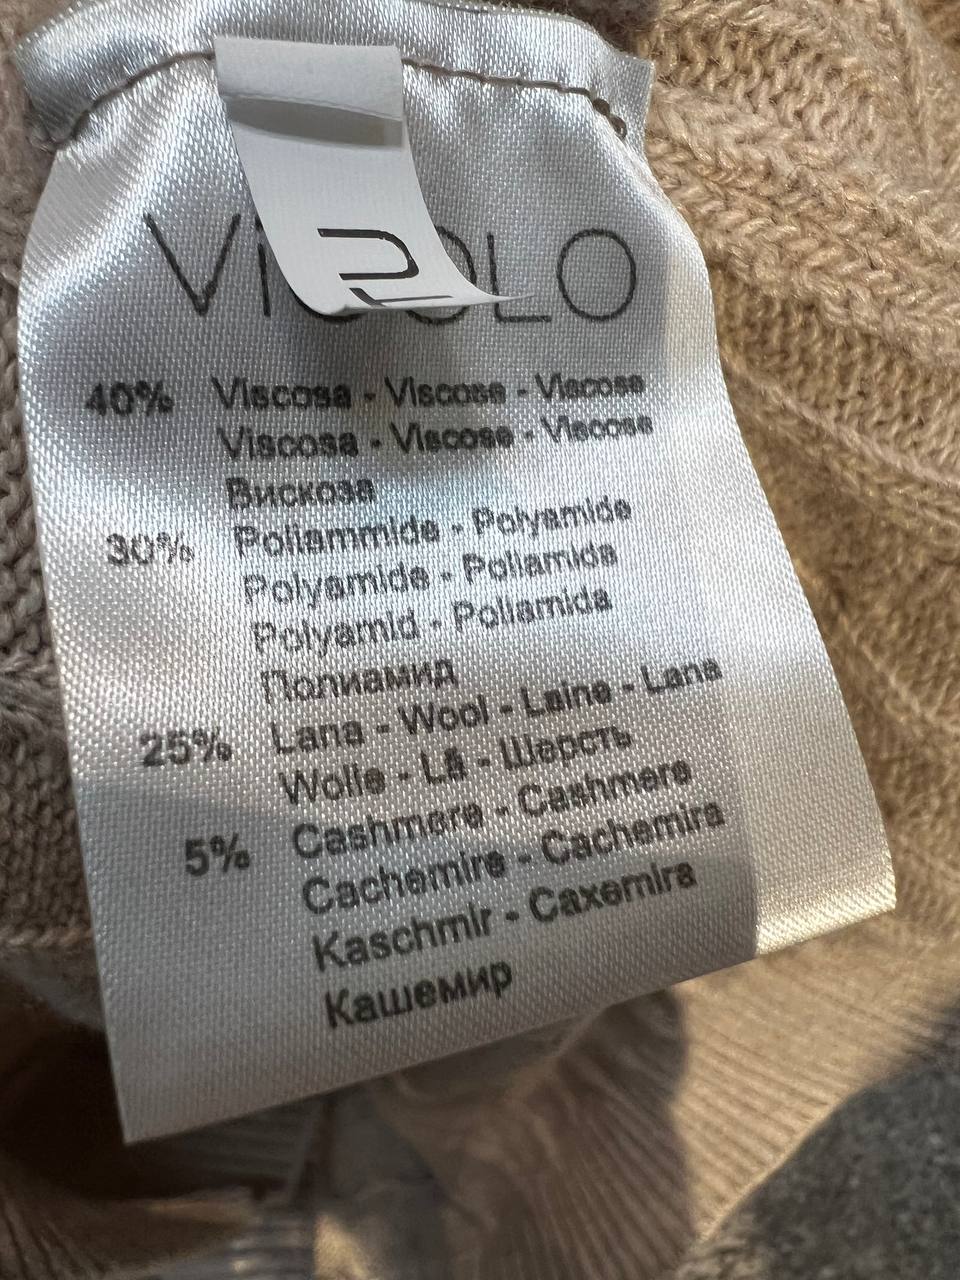 40% Viscosa - Viscose - Viscose
Viscosa - Viscose - Viscose
Вискоза
30% Poliammide - Polyamide
Polyamide - Poliamida
Polyamid - Poliamida
Полиамид
25% Lana - Wool - Laine - Lana
Wolle - Lã - Шерсть
5% Cashmere - Cashmere
Cachemire - Cachemira
Kaschmir - Caxemira
Кашемир